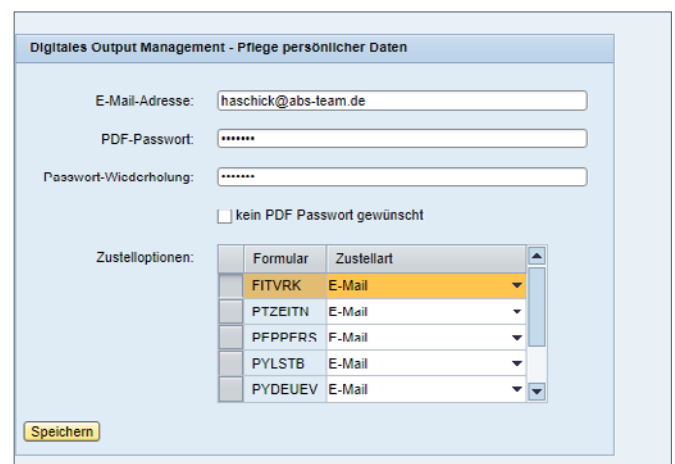 Digitales Output Management - Pflege persönlicher Daten
E-Mail-Adresse: haschick@abs-team.de
PDF-Passwort: •••••••
Passwort-Wiederholung: •••••••
kein PDF Passwort gewünscht
Zustelloptionen:
Formular Zustellart
FITVRK E-Mail
PTZEITN E-Mail
PEPPERS E-Mail
PYLSTB E-Mail
PYDEUEV E-Mail
Speichern